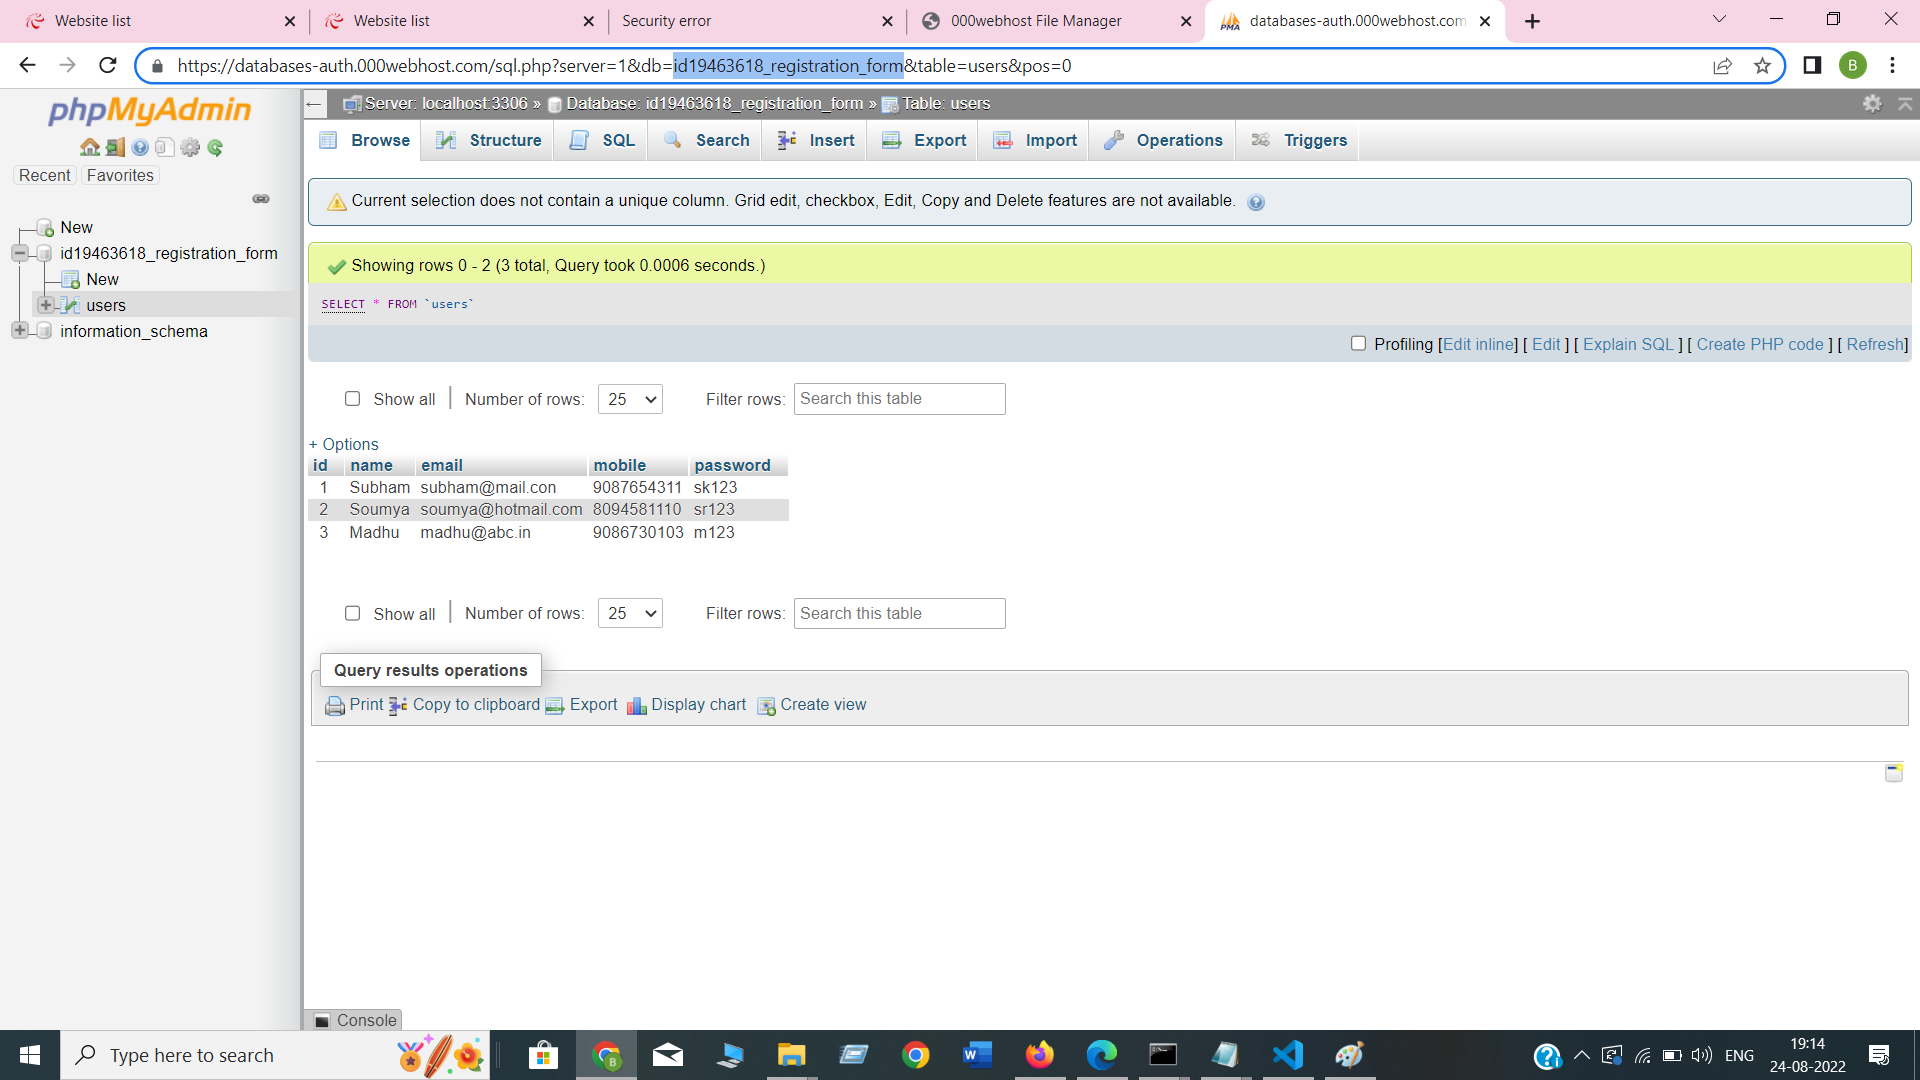 Website list
Website list
Security error
000webhost File Manager
databases-auth.000webhost.com
https://databases-auth.000webhost.com/sql.php?server=1&db=id19463618_registration_form&table=users&pos=0
B
phpMyAdmin
Recent Favorites
New
id19463618_registration_form
New
users
information_schema
Server: localhost:3306 » Database: id19463618_registration_form » Table: users
Browse Structure SQL Search Insert Export Import Operations Triggers
Current selection does not contain a unique column. Grid edit, checkbox, Edit, Copy and Delete features are not available.
Showing rows 0 - 2 (3 total, Query took 0.0006 seconds.)
SELECT * FROM `users`
Profiling [Edit inline] [ Edit ] [ Explain SQL ] [ Create PHP code ] [ Refresh]
Show all Number of rows: 25 Filter rows: Search this table
+ Options
id name email mobile password
1 Subham subham@mail.con 9087654311 sk123
2 Soumya soumya@hotmail.com 8094581110 sr123
3 Madhu madhu@abc.in 9086730103 m123
Show all Number of rows: 25 Filter rows: Search this table
Query results operations
Print Copy to clipboard Export Display chart Create view
Console
Type here to search
ENG
19:14
24-08-2022